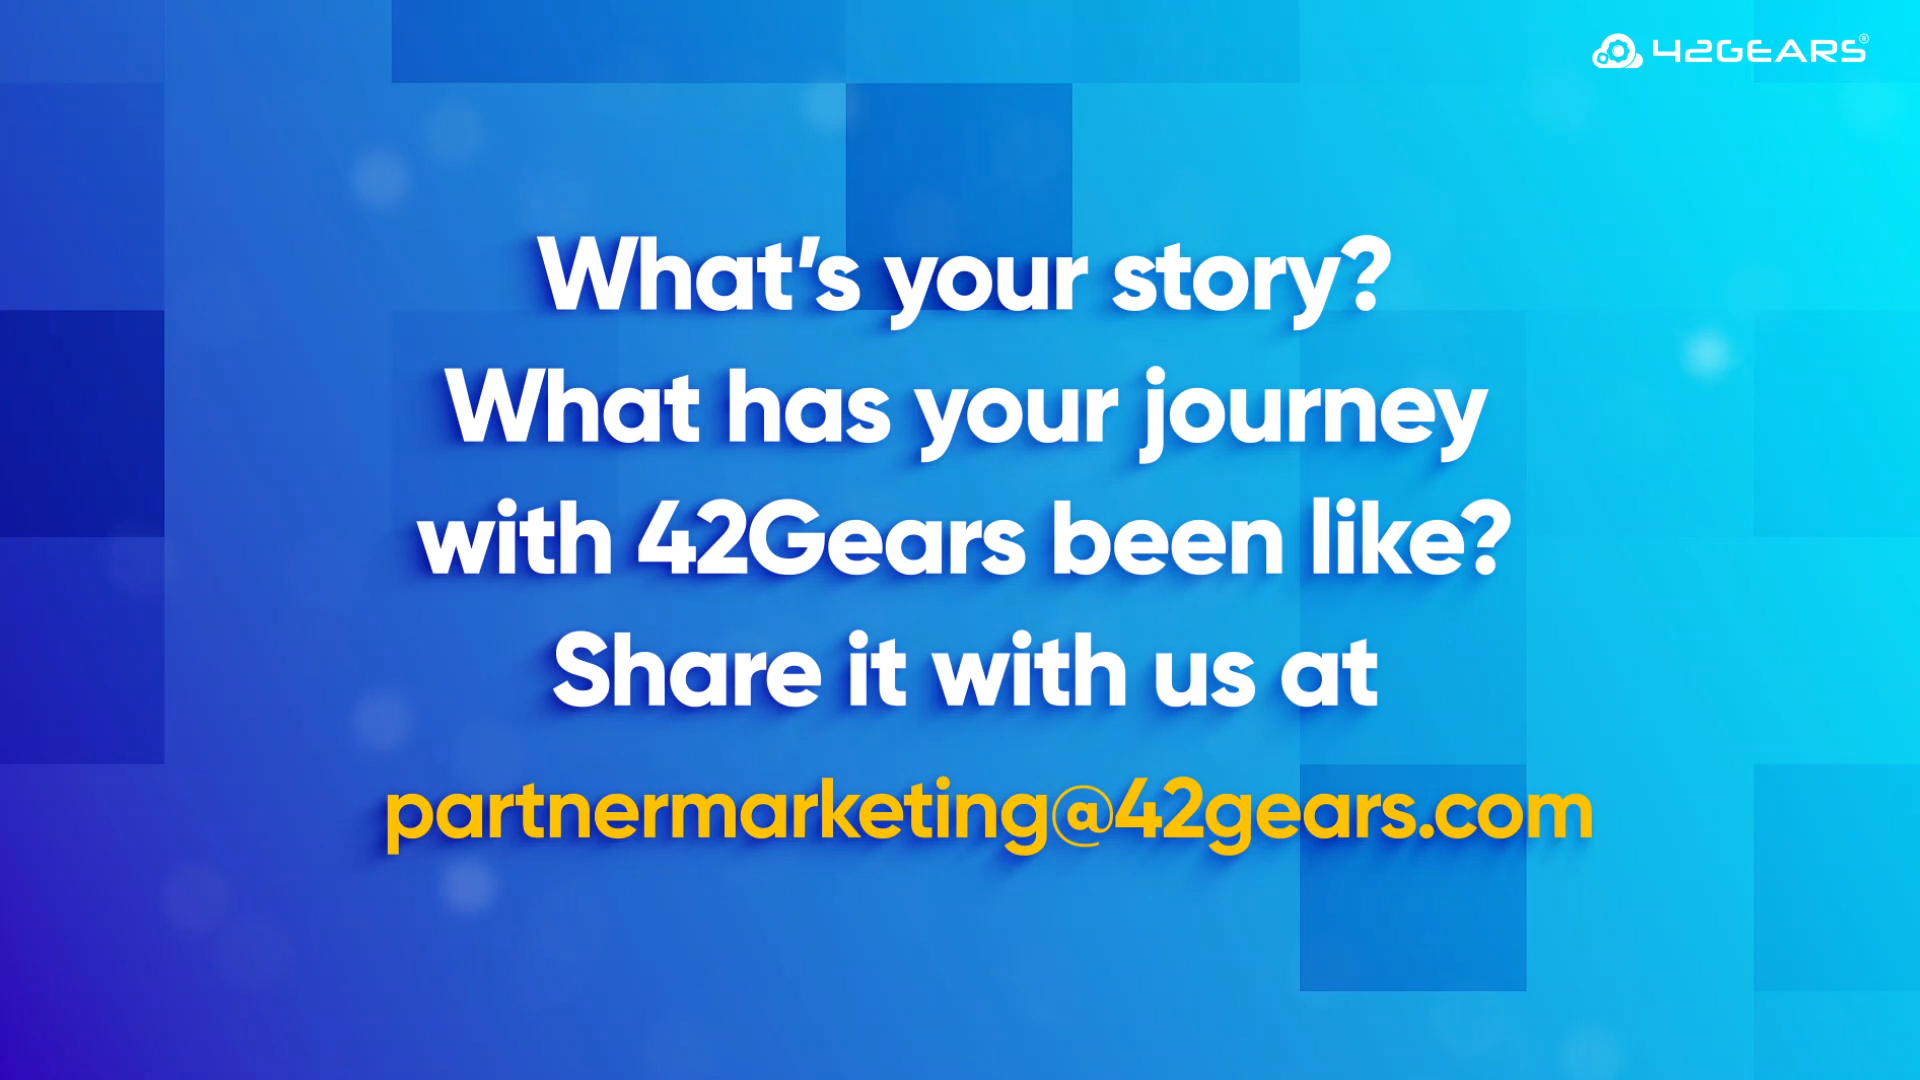 42GEARS®
What's your story?
What has your journey
with 42Gears been like?
Share it with us at
partnermarketing@42gears.com